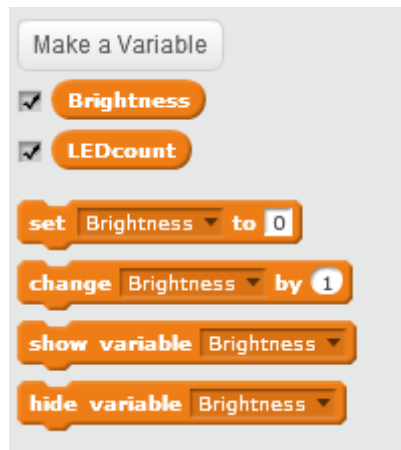 Make a Variable
Brightness
LEDcount
set Brightness to 0
change Brightness by 1
show variable Brightness
hide variable Brightness